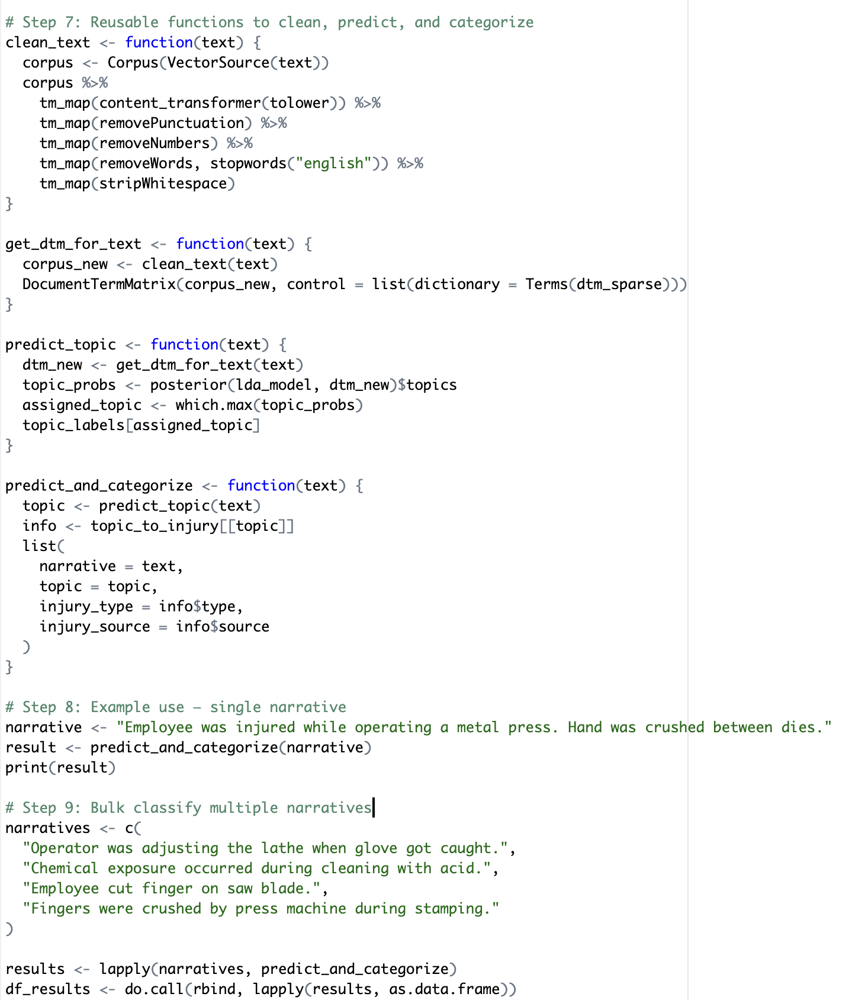 # Step 7: Reusable functions to clean, predict, and categorize
clean_text <- function(text) {
  corpus <- Corpus(VectorSource(text))
  corpus %>%
    tm_map(content_transformer(tolower)) %>%
    tm_map(removePunctuation) %>%
    tm_map(removeNumbers) %>%
    tm_map(removeWords, stopwords("english")) %>%
    tm_map(stripWhitespace)
}

get_dtm_for_text <- function(text) {
  corpus_new <- clean_text(text)
  DocumentTermMatrix(corpus_new, control = list(dictionary = Terms(dtm_sparse)))
}

predict_topic <- function(text) {
  dtm_new <- get_dtm_for_text(text)
  topic_probs <- posterior(lda_model, dtm_new)$topics
  assigned_topic <- which.max(topic_probs)
  topic_labels[assigned_topic]
}

predict_and_categorize <- function(text) {
  topic <- predict_topic(text)
  info <- topic_to_injury[[topic]]
  list(
    narrative = text,
    topic = topic,
    injury_type = info$type,
    injury_source = info$source
  )
}

# Step 8: Example use – single narrative
narrative <- "Employee was injured while operating a metal press. Hand was crushed between dies."
result <- predict_and_categorize(narrative)
print(result)

# Step 9: Bulk classify multiple narratives
narratives <- c(
  "Operator was adjusting the lathe when glove got caught.",
  "Chemical exposure occurred during cleaning with acid.",
  "Employee cut finger on saw blade.",
  "Fingers were crushed by press machine during stamping."
)

results <- lapply(narratives, predict_and_categorize)
df_results <- do.call(rbind, lapply(results, as.data.frame))